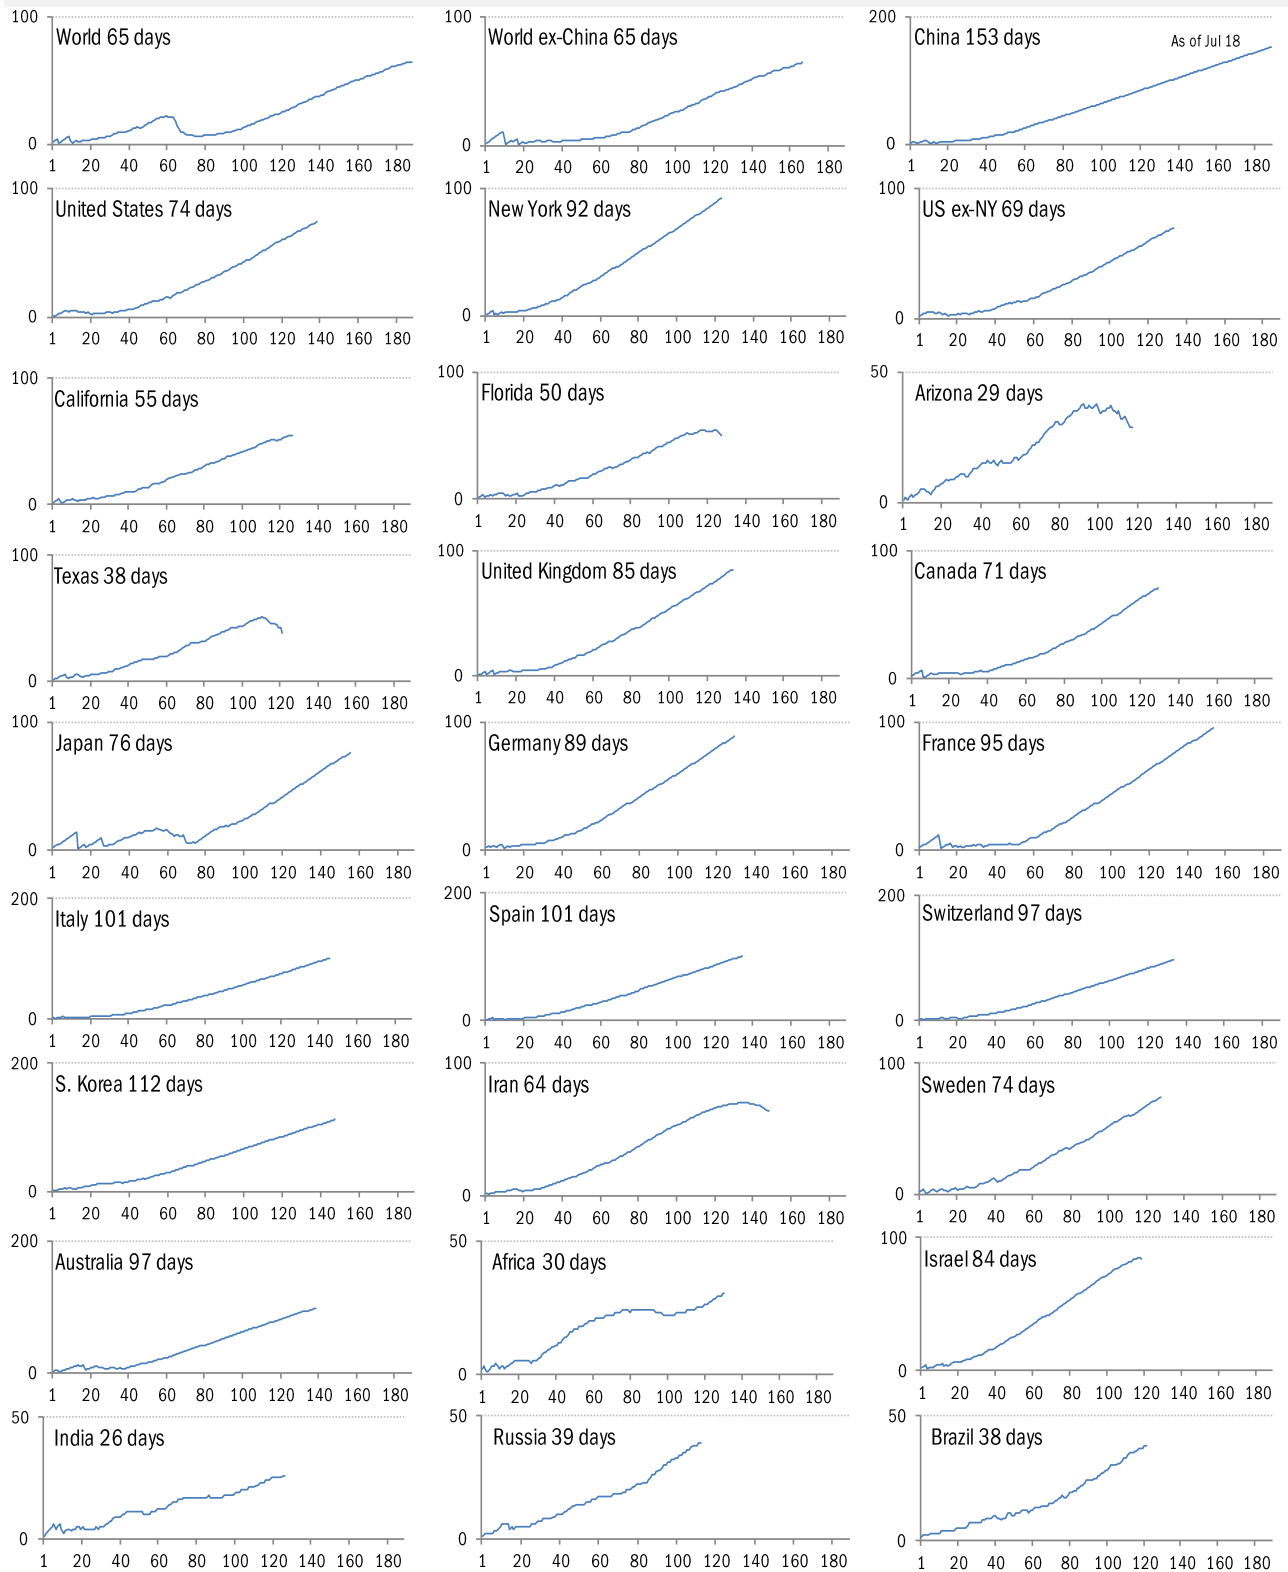 100 World 65 days
0
1 20 40 60 80 100 120 140 160 180
100 World ex-China 65 days
0
1 20 40 60 80 100 120 140 160 180
200 China 153 days As of Jul 18
0
1 20 40 60 80 100 120 140 160 180
100 United States 74 days
0
1 20 40 60 80 100 120 140 160 180
100 New York 92 days
0
1 20 40 60 80 100 120 140 160 180
100 US ex-NY 69 days
0
1 20 40 60 80 100 120 140 160 180
100 California 55 days
0
1 20 40 60 80 100 120 140 160 180
100 Florida 50 days
0
1 20 40 60 80 100 120 140 160 180
50 Arizona 29 days
0
1 20 40 60 80 100 120 140 160 180
100 Texas 38 days
0
1 20 40 60 80 100 120 140 160 180
100 United Kingdom 85 days
0
1 20 40 60 80 100 120 140 160 180
100 Canada 71 days
0
1 20 40 60 80 100 120 140 160 180
100 Japan 76 days
0
1 20 40 60 80 100 120 140 160 180
100 Germany 89 days
0
1 20 40 60 80 100 120 140 160 180
100 France 95 days
0
1 20 40 60 80 100 120 140 160 180
200 Italy 101 days
0
1 20 40 60 80 100 120 140 160 180
200 Spain 101 days
0
1 20 40 60 80 100 120 140 160 180
200 Switzerland 97 days
0
1 20 40 60 80 100 120 140 160 180
200 S. Korea 112 days
0
1 20 40 60 80 100 120 140 160 180
100 Iran 64 days
0
1 20 40 60 80 100 120 140 160 180
100 Sweden 74 days
0
1 20 40 60 80 100 120 140 160 180
200 Australia 97 days
0
1 20 40 60 80 100 120 140 160 180
50 Africa 30 days
0
1 20 40 60 80 100 120 140 160 180
100 Israel 84 days
0
1 20 40 60 80 100 120 140 160 180
50 India 26 days
0
1 20 40 60 80 100 120 140 160 180
50 Russia 39 days
0
1 20 40 60 80 100 120 140 160 180
50 Brazil 38 days
0
1 20 40 60 80 100 120 140 160 180